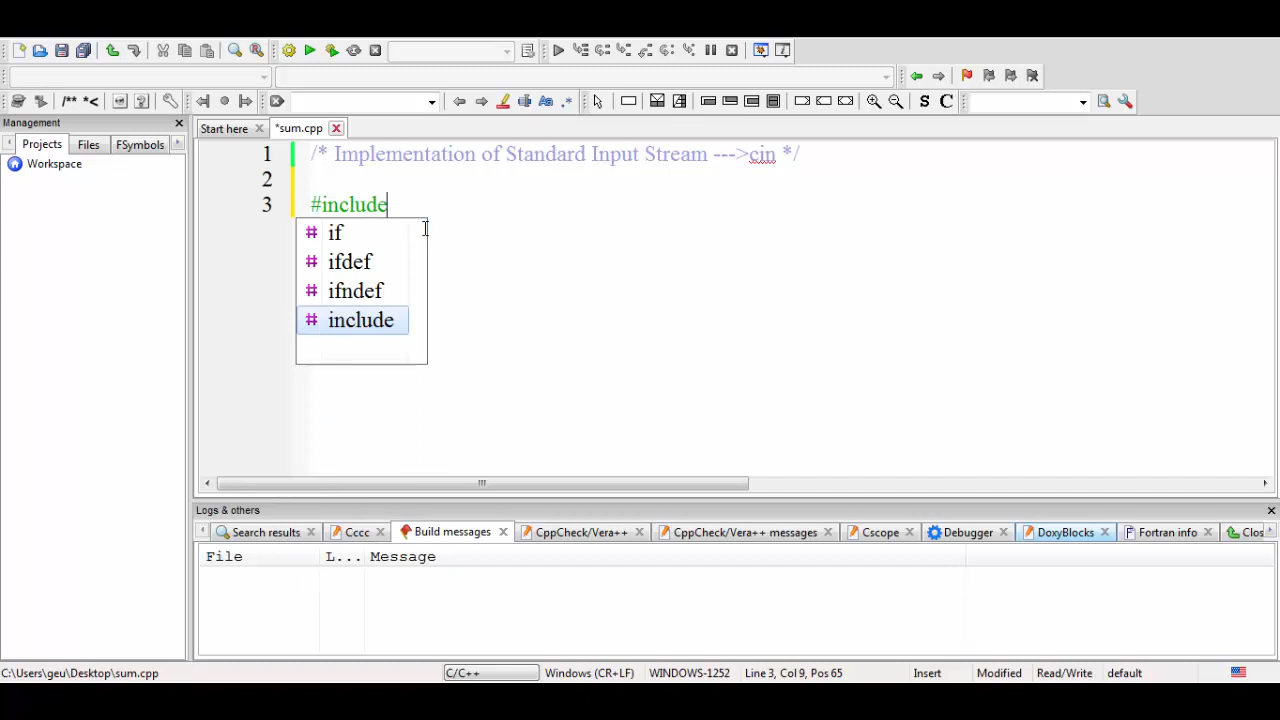 /** *<
S C
Management
Start here
*sum.cpp
Projects
Files
FSymbols
Workspace
1 /* Implementation of Standard Input Stream --->cin */
2
3 #include
# if
# ifdef
# ifndef
# include
Logs & others
Search results
Cccc
Build messages
CppCheck/Vera++
CppCheck/Vera++ messages
Cscope
Debugger
DoxyBlocks
Fortran info
Clos
File L... Message
C:\Users\geu\Desktop\sum.cpp C/C++ Windows (CR+LF) WINDOWS-1252 Line 3, Col 9, Pos 65 Insert Modified Read/Write default